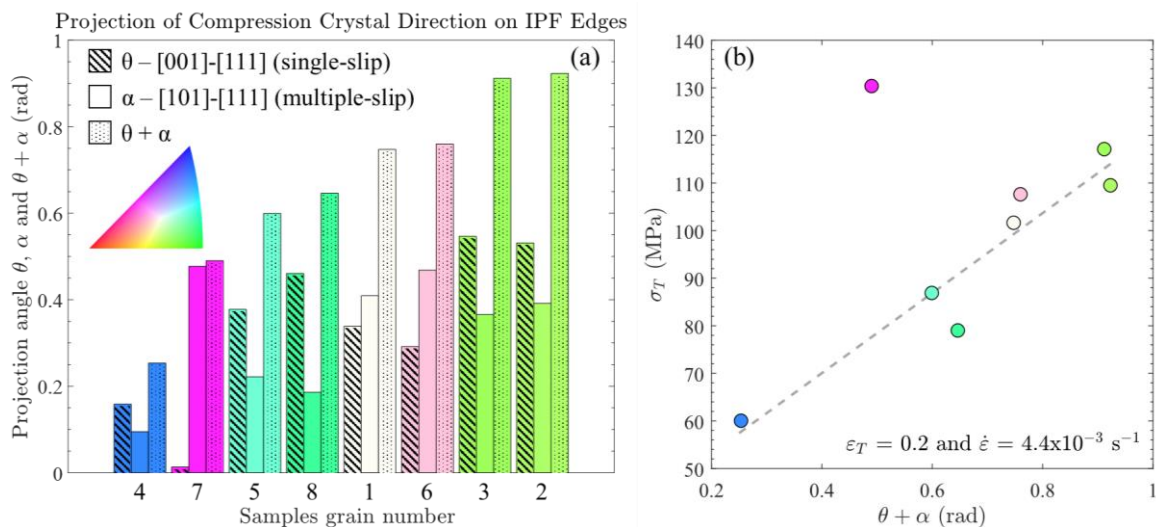 Projection of Compression Crystal Direction on IPF Edges
(a)
θ – [001]-[111] (single-slip)
α – [101]-[111] (multiple-slip)
θ + α
Projection angle θ, α and θ + α (rad)
1
0.8
0.6
0.4
0.2
0
4 7 5 8 1 6 3 2
Samples grain number
(b)
σ_T (MPa)
140
130
120
110
100
90
80
70
60
50
ε_T = 0.2 and ε̇ = 4.4x10⁻³ s⁻¹
0.2 0.4 0.6 0.8 1
θ + α (rad)